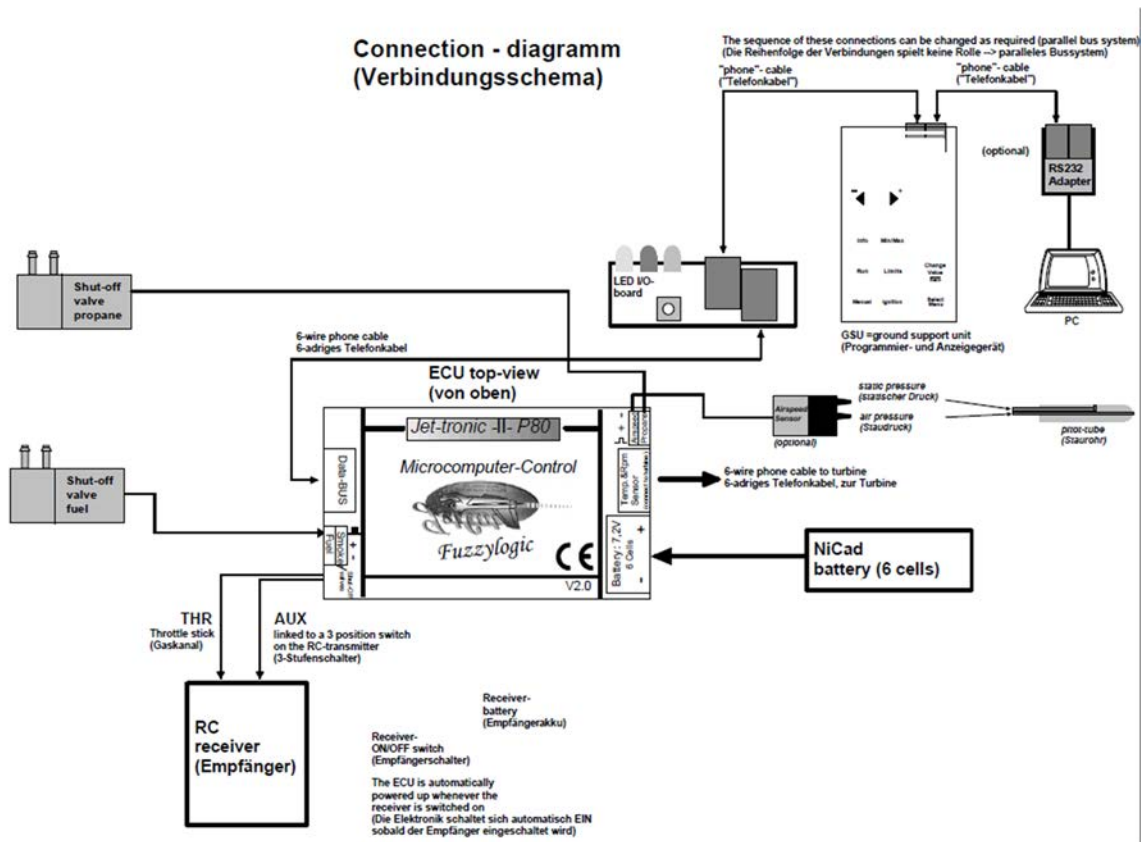 Connection - diagramm
(Verbindungsschema)
The sequence of these connections can be changed as required (parallel bus system)
(Die Reihenfolge der Verbindungen spielt keine Rolle --> paralleles Bussystem)
"phone"- cable
("Telefonkabel")
"phone"- cable
("Telefonkabel")
(optional)
RS232
Adapter
PC
- +
Info Min/Max
Run Limits
Change
Value
Manual Ignition
Select
Menu
GSU =ground support unit
(Programmier- und Anzeigegerät)
LED I/O-
board
Shut-off
valve
propane
6-wire phone cable
6-adriges Telefonkabel
ECU top-view
(von oben)
static pressure
(statischer Druck)
air pressure
(Staudruck)
Airspeed
Sensor
(optional)
pitot-tube
(Staurohr)
Jet-tronic -II- P80
Microcomputer-Control
Fuzzylogic
CE
V2.0
Data-BUS
Smoke
Fuel
+
-
Shut-Off
valves
- +
Airspeed
Propane
Temp.&Rpm
Sensor
Battery: 7,2V
6 Cells
- +
6-wire phone cable to turbine
6-adriges Telefonkabel, zur Turbine
Shut-off
valve
fuel
NiCad
battery (6 cells)
THR
Throttle stick
(Gaskanal)
AUX
linked to a 3 position switch
on the RC-transmitter
(3-Stufenschalter)
RC
receiver
(Empfänger)
Receiver-
battery
(Empfängerakku)
Receiver-
ON/OFF switch
(Empfängerschalter)
The ECU is automatically
powered up whenever the
receiver is switched on
(Die Elektronik schaltet sich automatisch EIN
sobald der Empfänger eingeschaltet wird)